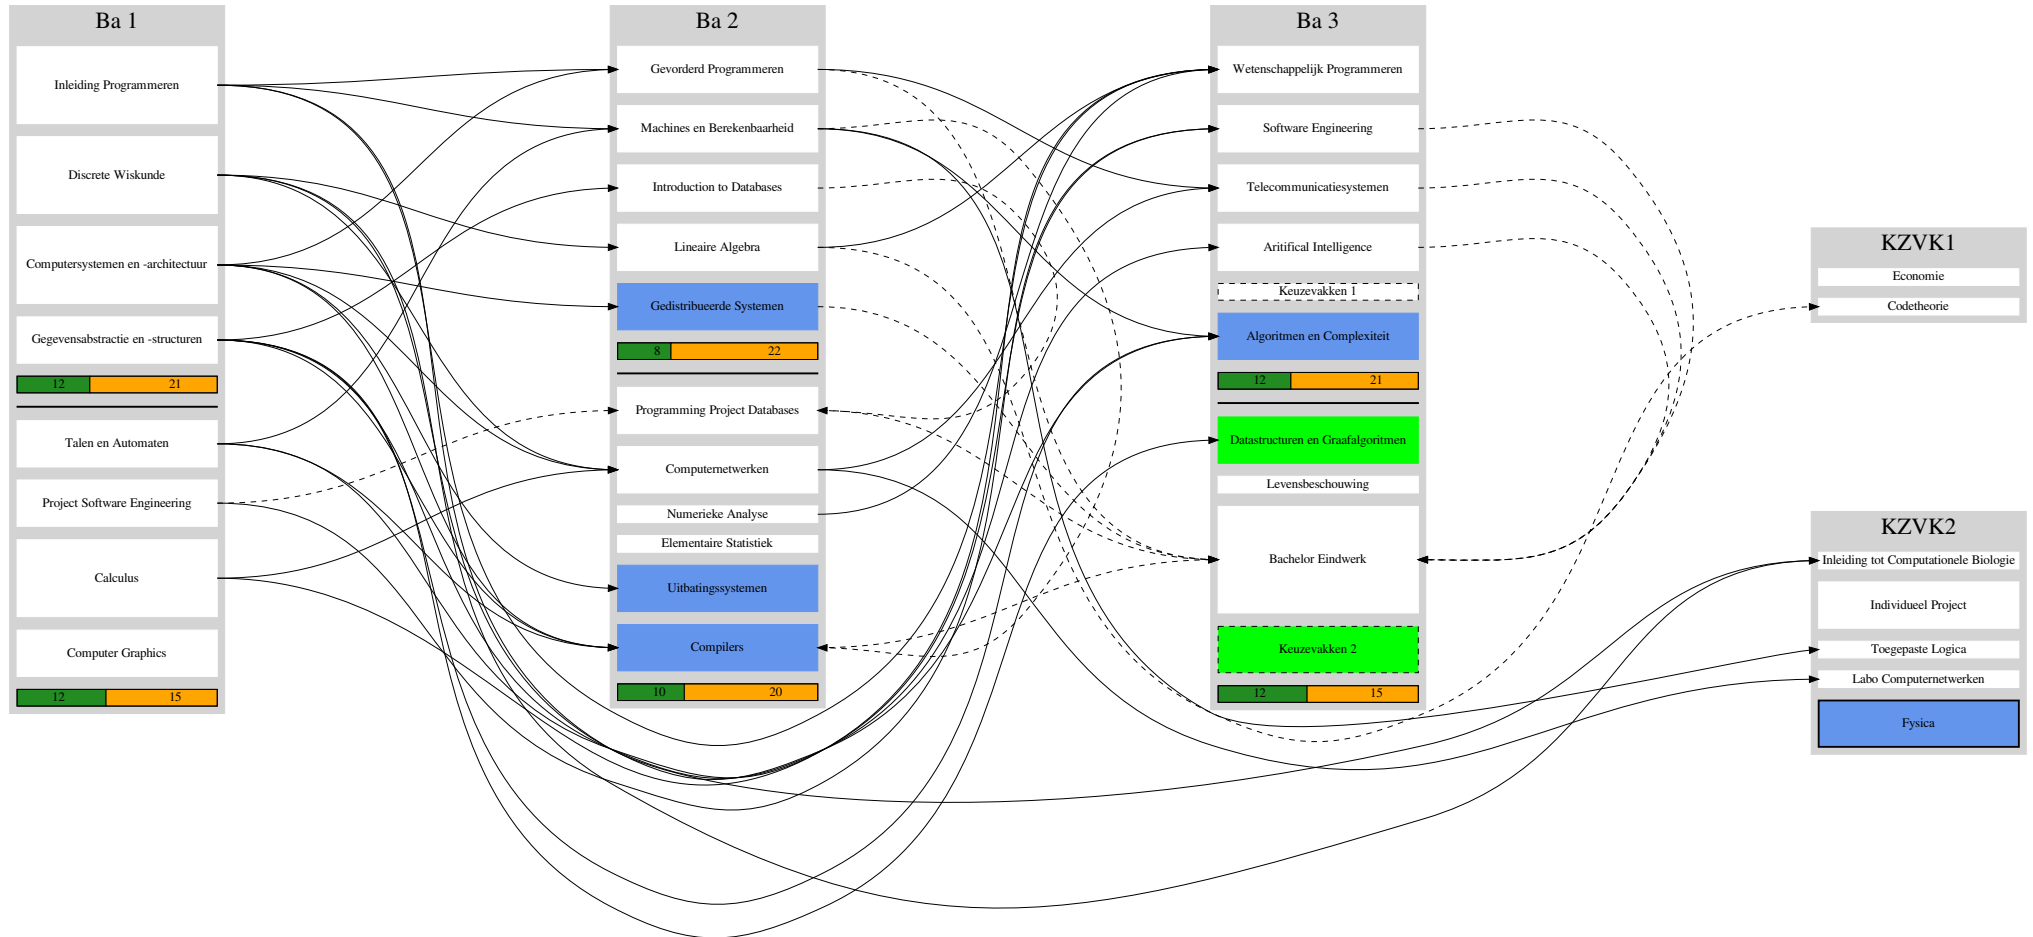 Ba 1
Inleiding Programmeren
Discrete Wiskunde
Computersystemen en -architectuur
Gegevensabstractie en -structuren
12 21
Talen en Automaten
Project Software Engineering
Calculus
Computer Graphics
12 15
Ba 2
Gevorderd Programmeren
Machines en Berekenbaarheid
Introduction to Databases
Lineaire Algebra
Gedistribueerde Systemen
8 22
Programming Project Databases
Computernetwerken
Numerieke Analyse
Elementaire Statistiek
Uitbatingssystemen
Compilers
10 20
Ba 3
Wetenschappelijk Programmeren
Software Engineering
Telecommunicatiesystemen
Aritifical Intelligence
Keuzevakken 1
Algoritmen en Complexiteit
12 21
Datastructuren en Graafalgoritmen
Levensbeschouwing
Bachelor Eindwerk
Keuzevakken 2
12 15
KZVK1
Economie
Codetheorie
KZVK2
Inleiding tot Computationele Biologie
Individueel Project
Toegepaste Logica
Labo Computernetwerken
Fysica